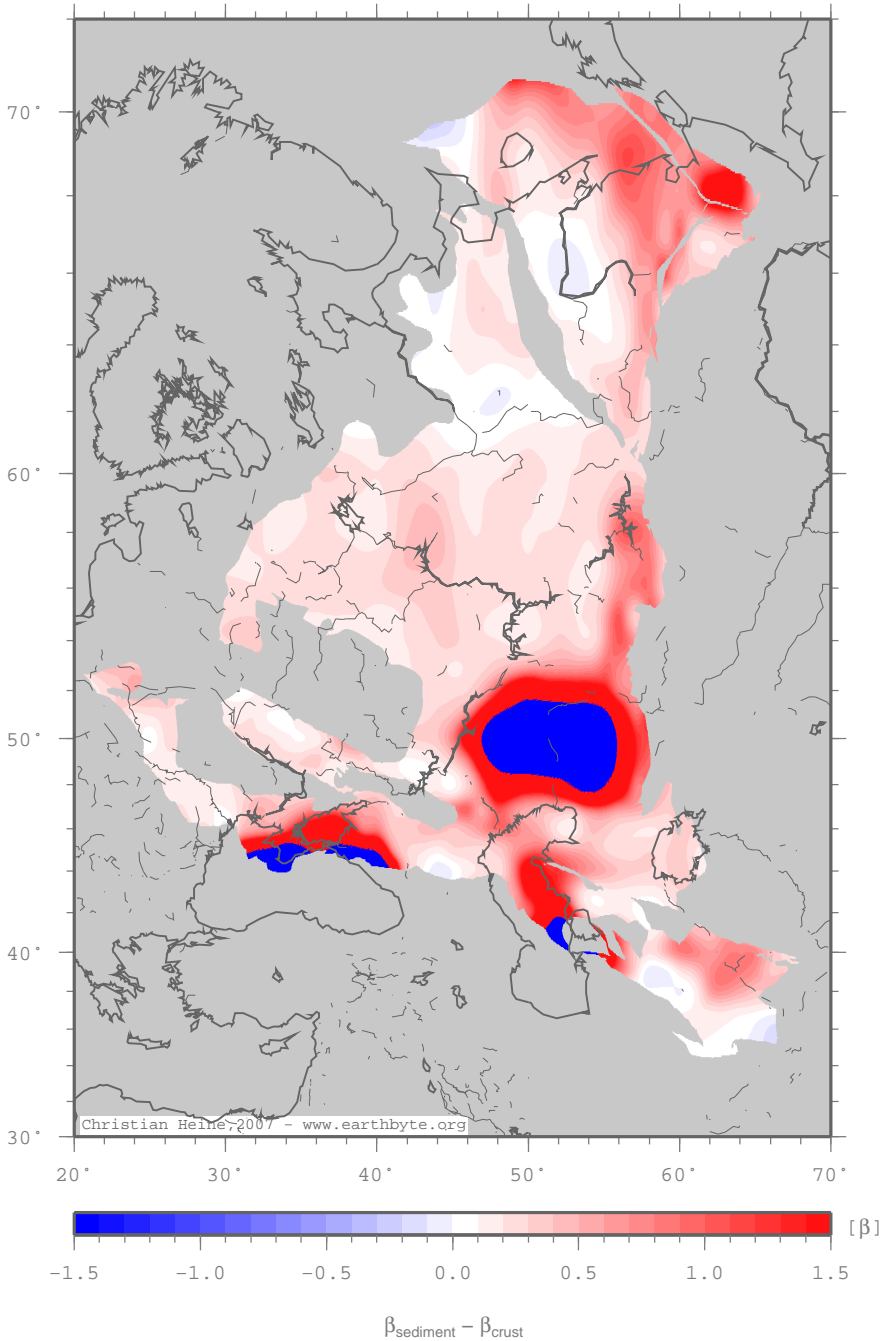 70°
60°
50°
40°
30°
Christian Heine, 2007 - www.earthbyte.org
20° 30° 40° 50° 60° 70°
[β]
-1.5 -1.0 -0.5 0.0 0.5 1.0 1.5
βsediment − βcrust